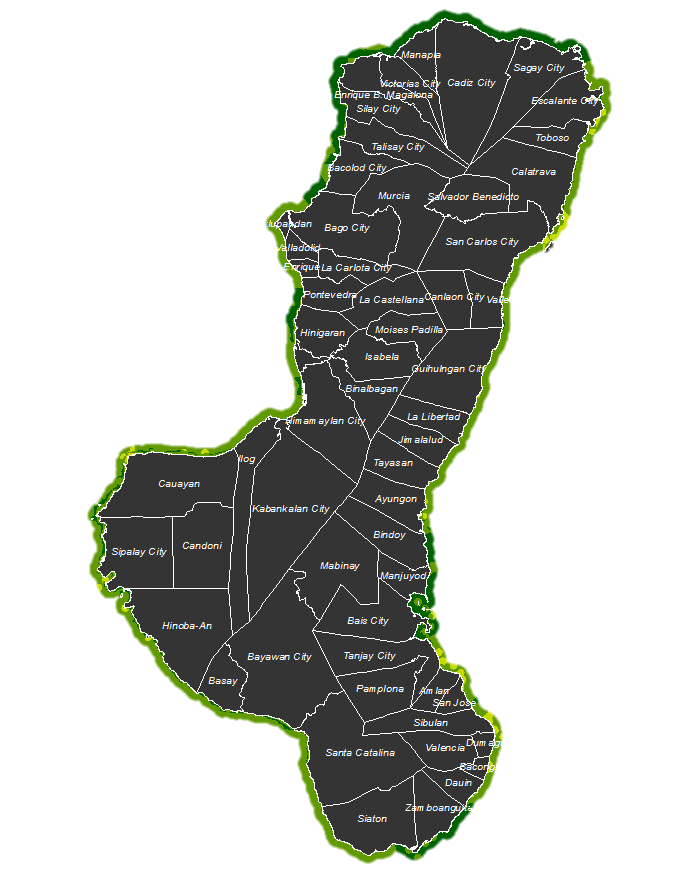 Manapla
Sagay City
Victorias City
Cadiz City
Enrique B. Magalona
Escalante City
Silay City
Toboso
Talisay City
Bacolod City
Calatrava
Murcia
Salvador Benedicto
Bago City
San Carlos City
Valladolid
Enrique
La Carlota City
Pontevedra
La Castellana
Canlaon City
Valle
Hinigaran
Moises Padilla
Isabela
Guihulngan City
Binalbagan
La Libertad
Himamaylan City
Jimalalud
Ilog
Tayasan
Cauayan
Ayungon
Kabankalan City
Bindoy
Candoni
Sipalay City
Mabinay
Manjuyod
Hinoba-An
Bais City
Bayawan City
Tanjay City
Basay
Pamplona
Amlan
San Jose
Sibulan
Santa Catalina
Valencia
Dumag
Bacong
Dauin
Siaton